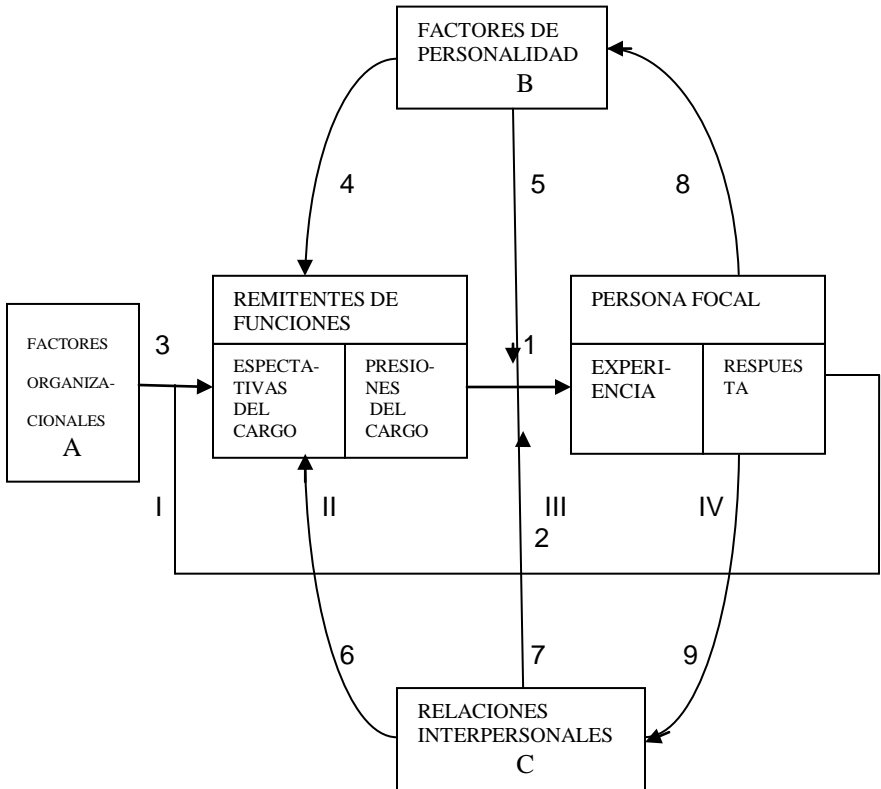 FACTORES DE
PERSONALIDAD
B
4
5
8
REMITENTES DE
FUNCIONES
PERSONA FOCAL
FACTORES
ORGANIZA-
CIONALES
A
3
ESPECTA-
TIVAS
DEL
CARGO
PRESIO-
NES
DEL
CARGO
1
EXPERI-
ENCIA
RESPUES
TA
I
II
III
IV
2
6
7
9
RELACIONES
INTERPERSONALES
C